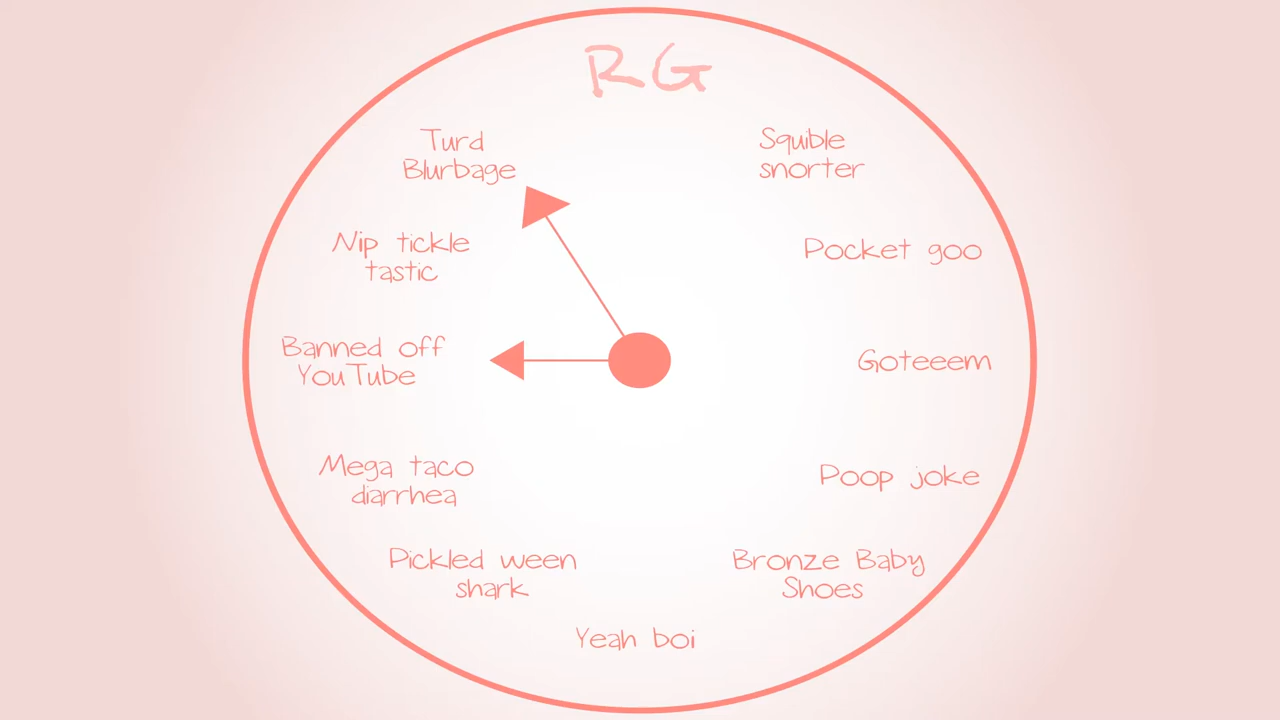 RG
Squible
snorter
Pocket goo
Goteeem
Poop joke
Bronze Baby
Shoes
Yeah boi
Pickled ween
shark
Mega taco
diarrhea
Banned off
YouTube
Nip tickle
tastic
Turd
Blurbage